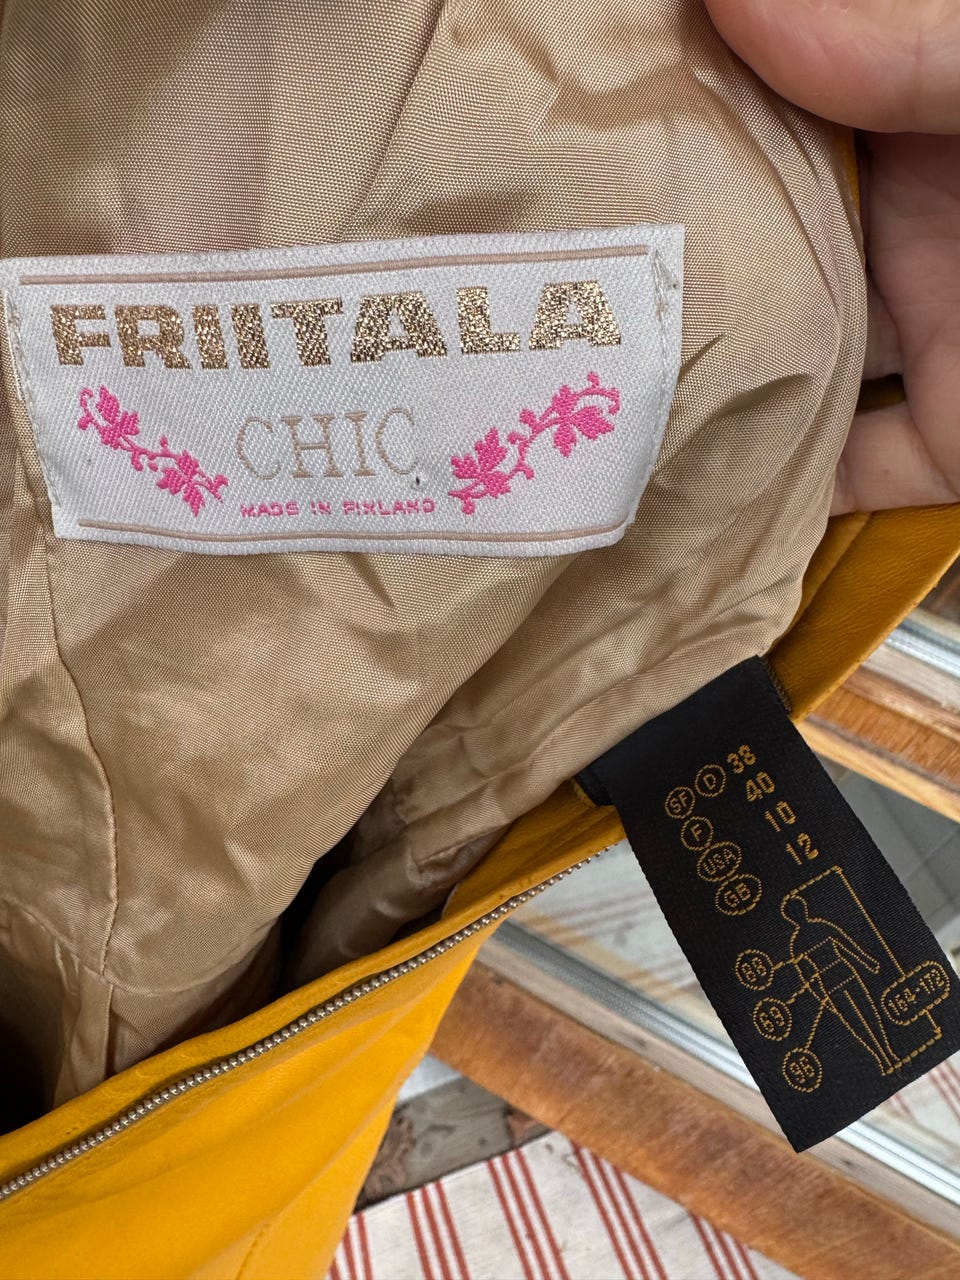 FRIITALA
CHIC
MADE IN FINLAND
SF D 38
F 40
USA 10
GB 12
88
69
96
164-172